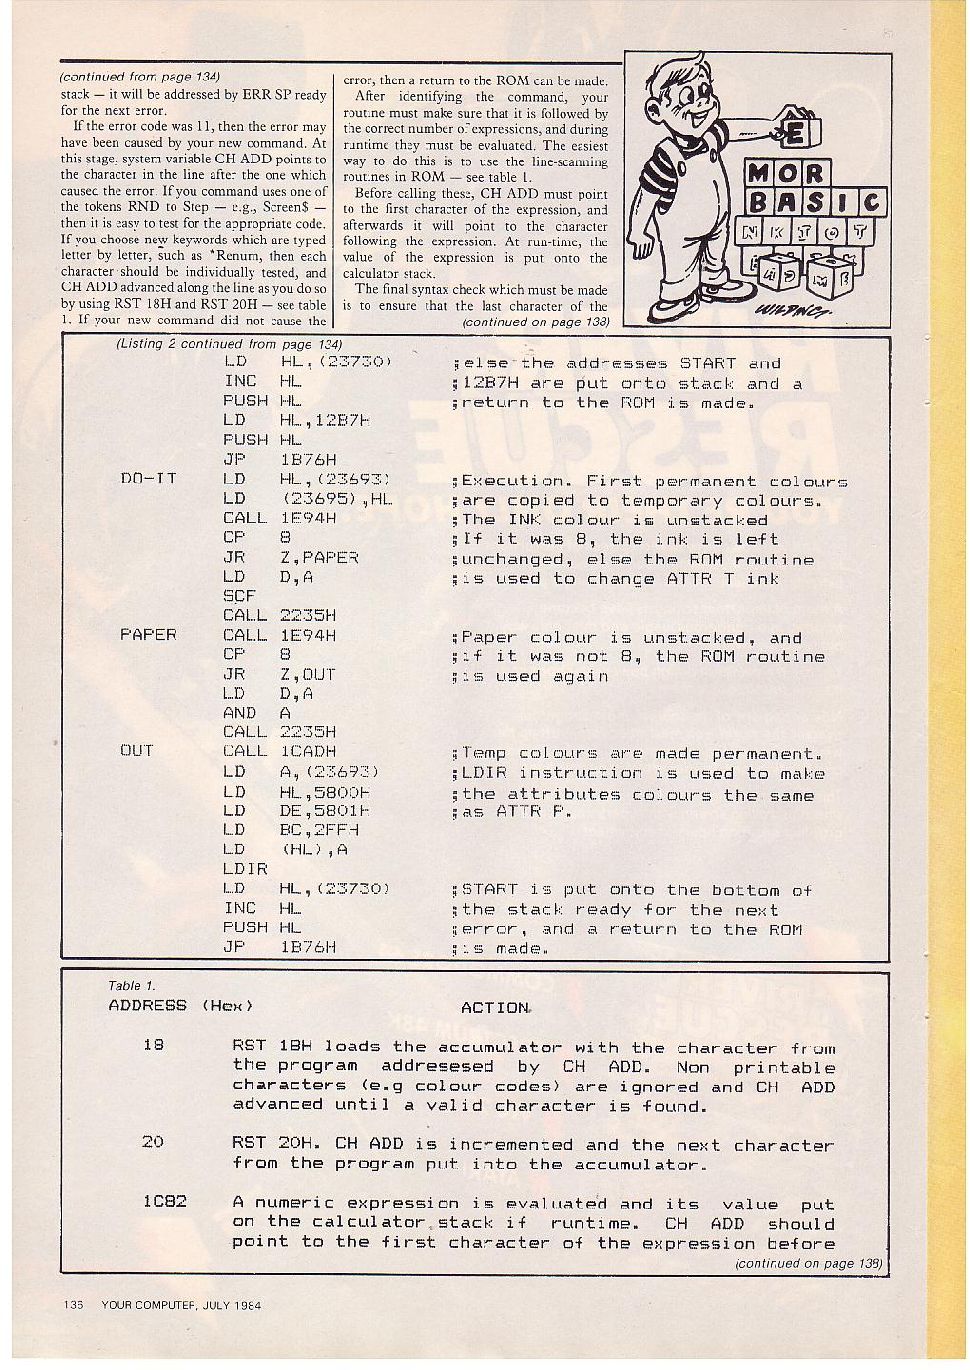 (continued from page 134)
stack — it will be addressed by ERR SP ready
for the next error.
If the error code was 11, then the error may
have been caused by your new command. At
this stage, system variable CH ADD points to
the character in the line after the one which
caused the error. If you command uses one of
the tokens RND to Step — e.g., Screen$ —
then it is easy to test for the appropriate code.
If you choose new keywords which are typed
letter by letter, such as *Renum, then each
character should be individually tested, and
CH ADD advanced along the line as you do so
by using RST 18H and RST 20H — see table
1. If your new command did not cause the
error, then a return to the ROM can be made.
After identifying the command, your
routine must make sure that it is followed by
the correct number of expressions, and during
runtime they must be evaluated. The easiest
way to do this is to use the line-scanning
routines in ROM — see table 1.
Before calling these, CH ADD must point
to the first character of the expression, and
afterwards it will point to the character
following the expression. At run-time, the
value of the expression is put onto the
calculator stack.
The final syntax check which must be made
is to ensure that the last character of the
(continued on page 138)
E
MOR
BASIC
WILDING.
(Listing 2 continued from page 134)
LD HL,(23730) ;else the addresses START and
INC HL ;12B7H are put onto stack and a
PUSH HL ;return to the ROM is made.
LD HL,12B7H
PUSH HL
JP 1B76H
DO-IT LD HL,(23693) ;Execution. First permanent colours
LD (23695),HL ;are copied to temporary colours.
CALL 1E94H ;The INK colour is unstacked
CP 8 ;If it was 8, the ink is left
JR Z,PAPER ;unchanged, else the ROM routine
LD D,A ;is used to change ATTR T ink
SCF
CALL 2235H
PAPER CALL 1E94H ;Paper colour is unstacked, and
CP 8 ;if it was not 8, the ROM routine
JR Z,OUT ;is used again
LD D,A
AND A
CALL 2235H
OUT CALL 1CADH ;Temp colours are made permanent.
LD A,(23693) ;LDIR instruction is used to make
LD HL,5800H ;the attributes colours the same
LD DE,5801H ;as ATTR P.
LD BC,2FFH
LD (HL),A
LDIR
LD HL,(23730) ;START is put onto the bottom of
INC HL ;the stack ready for the next
PUSH HL ;error, and a return to the ROM
JP 1B76H ;is made.
Table 1.
ADDRESS (Hex) ACTION.
18 RST 18H loads the accumulator with the character from
the program addresesed by CH ADD. Non printable
characters (e.g colour codes) are ignored and CH ADD
advanced until a valid character is found.
20 RST 20H. CH ADD is incremented and the next character
from the program put into the accumulator.
1C82 A numeric expression is evaluated and its value put
on the calculator stack if runtime. CH ADD should
point to the first character of the expression before
(continued on page 138)
136 YOUR COMPUTER, JULY 1984